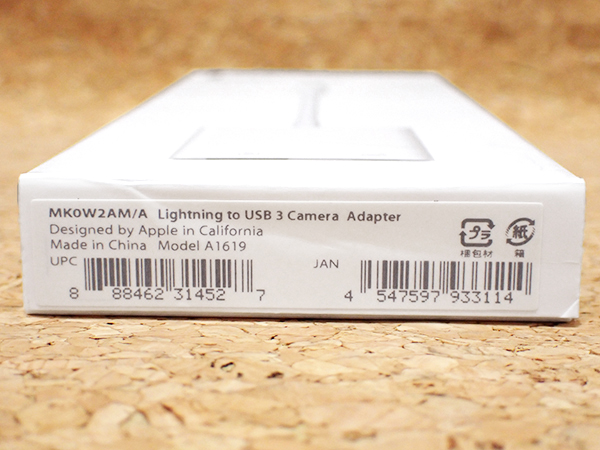 MK0W2AM/A Lightning to USB 3 Camera Adapter
Designed by Apple in California
Made in China Model A1619
プラ 紙
梱包材 箱
UPC JAN
8 88462 31452 7 4 547597 933114